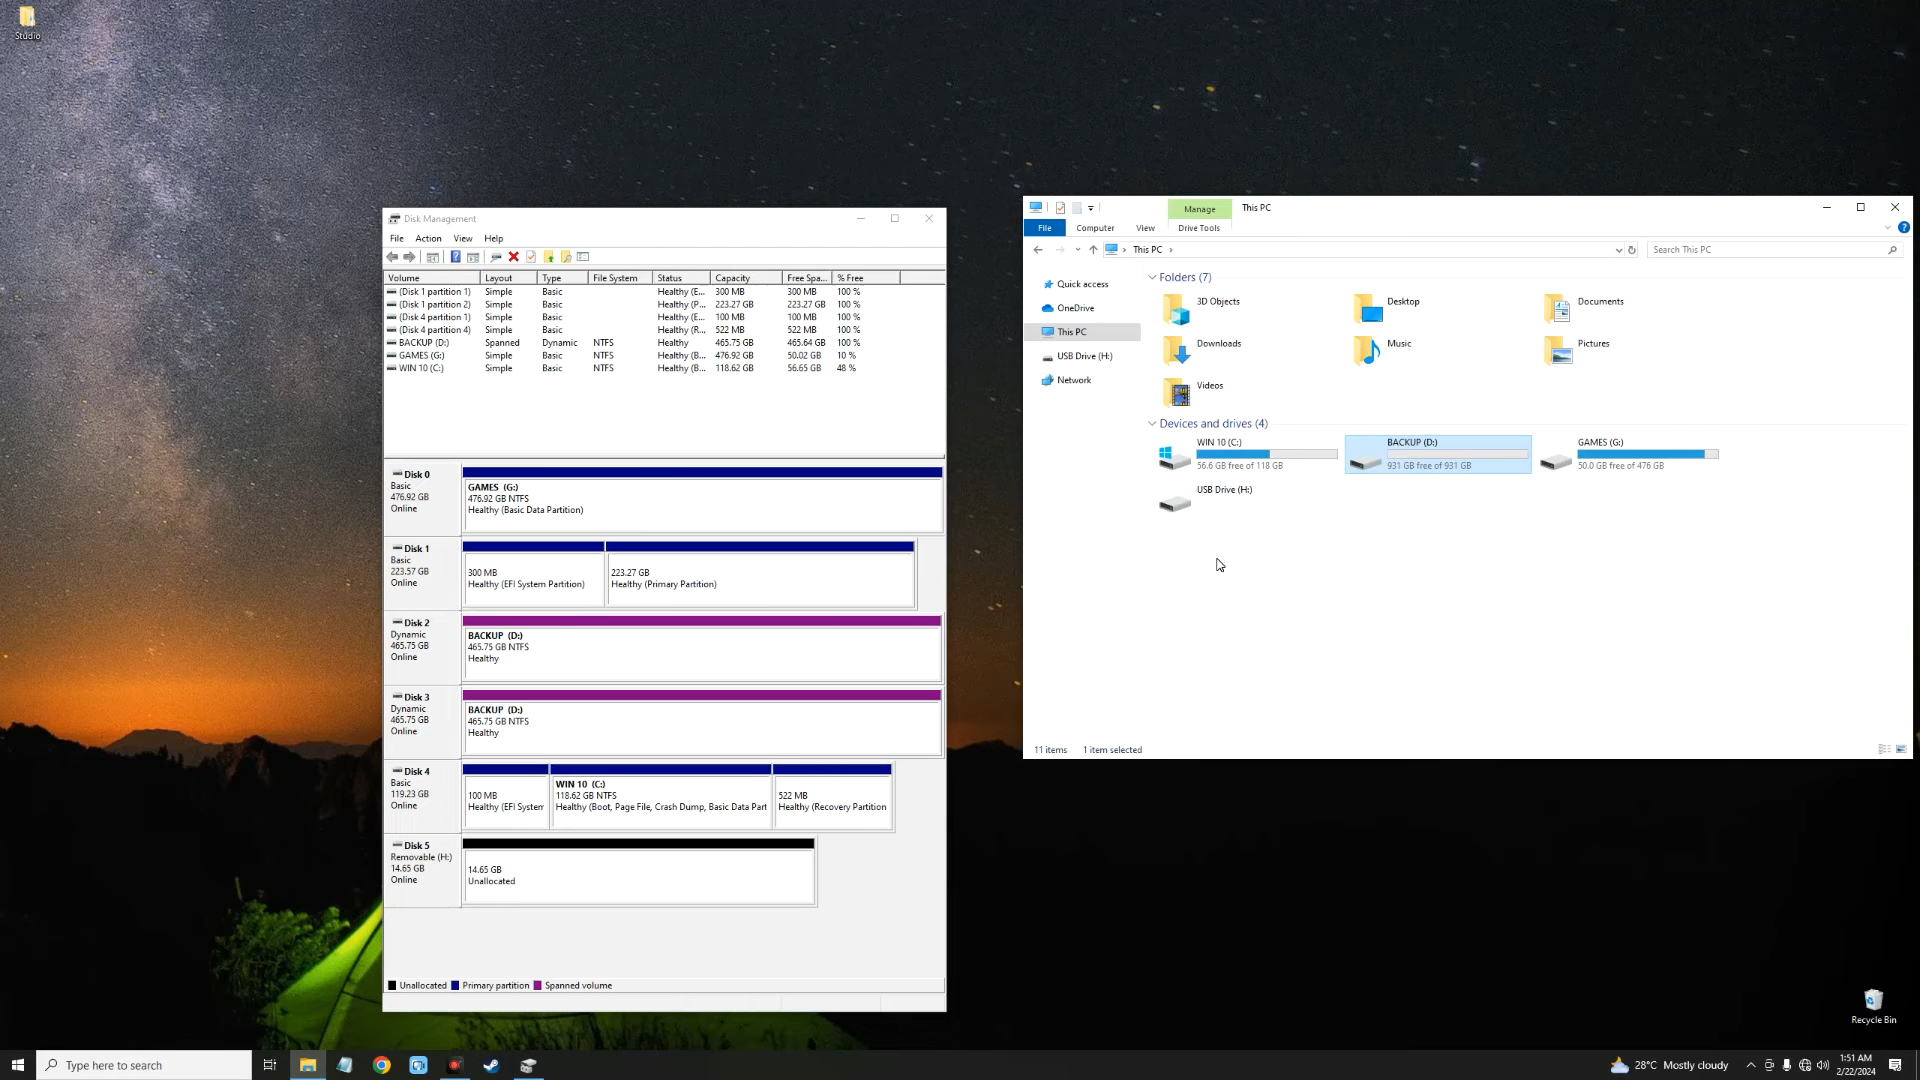 Studio
Disk Management
File Action View Help
Volume Layout Type File System Status Capacity Free Spa... % Free
(Disk 1 partition 1) Simple Basic Healthy (E... 300 MB 300 MB 100 %
(Disk 1 partition 2) Simple Basic Healthy (P... 223.27 GB 223.27 GB 100 %
(Disk 4 partition 1) Simple Basic Healthy (E... 100 MB 100 MB 100 %
(Disk 4 partition 4) Simple Basic Healthy (R... 522 MB 522 MB 100 %
BACKUP (D:) Spanned Dynamic NTFS Healthy 465.75 GB 465.64 GB 100 %
GAMES (G:) Simple Basic NTFS Healthy (B... 476.92 GB 50.02 GB 10 %
WIN 10 (C:) Simple Basic NTFS Healthy (B... 118.62 GB 56.65 GB 48 %
Disk 0
Basic
476.92 GB
Online
GAMES (G:)
476.92 GB NTFS
Healthy (Basic Data Partition)
Disk 1
Basic
223.57 GB
Online
300 MB
Healthy (EFI System Partition)
223.27 GB
Healthy (Primary Partition)
Disk 2
Dynamic
465.75 GB
Online
BACKUP (D:)
465.75 GB NTFS
Healthy
Disk 3
Dynamic
465.75 GB
Online
BACKUP (D:)
465.75 GB NTFS
Healthy
Disk 4
Basic
119.23 GB
Online
100 MB
Healthy (EFI System
WIN 10 (C:)
118.62 GB NTFS
Healthy (Boot, Page File, Crash Dump, Basic Data Part
522 MB
Healthy (Recovery Partition
Disk 5
Removable (H:)
14.65 GB
Online
14.65 GB
Unallocated
Unallocated Primary partition Spanned volume
Manage This PC
File Computer View Drive Tools
This PC
Search This PC
Quick access
OneDrive
This PC
USB Drive (H:)
Network
Folders (7)
3D Objects Desktop Documents
Downloads Music Pictures
Videos
Devices and drives (4)
WIN 10 (C:) BACKUP (D:) GAMES (G:)
56.6 GB free of 118 GB 931 GB free of 931 GB 50.0 GB free of 476 GB
USB Drive (H:)
11 items 1 item selected
Recycle Bin
Type here to search
28°C Mostly cloudy
1:51 AM
2/22/2024